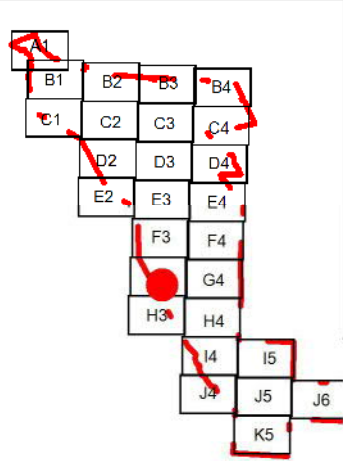 A1
B1 B2 B3 B4
C1 C2 C3 C4
D2 D3 D4
E2 E3 E4
F3 F4
G4
H3 H4
I4 I5
J4 J5 J6
K5